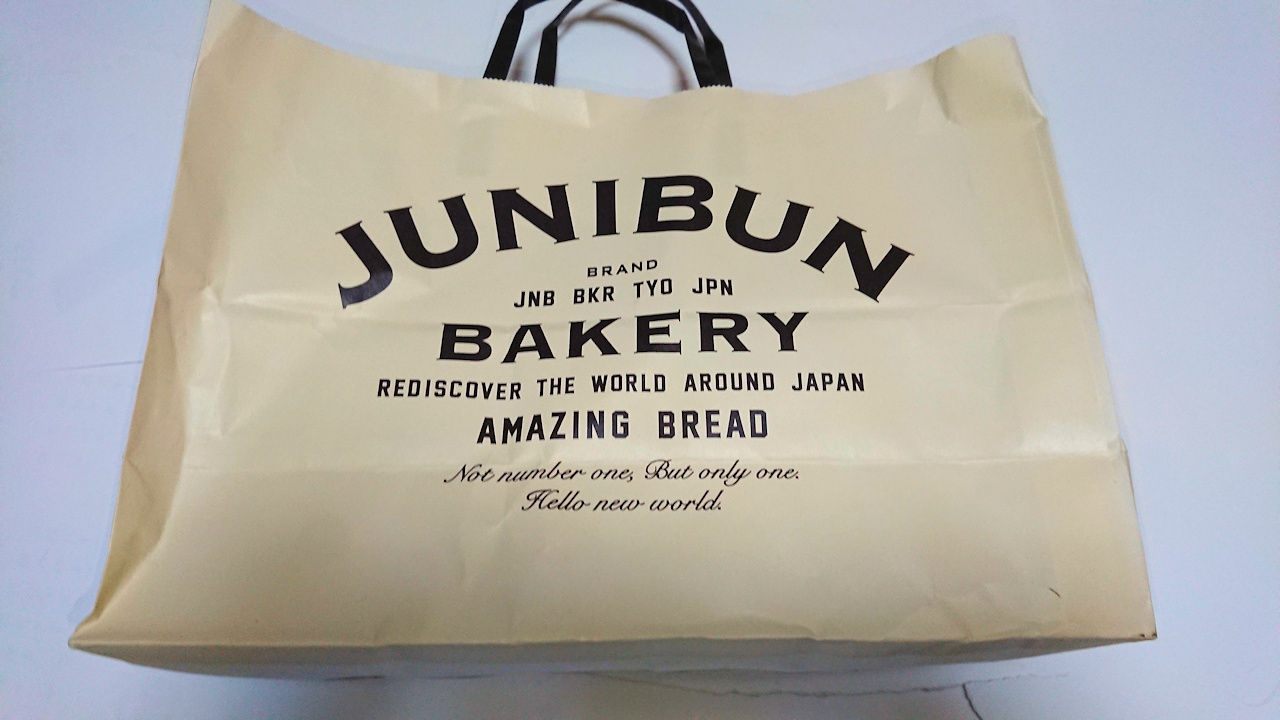 JUNIBUN
BRAND
JNB BKR TYO JPN
BAKERY
REDISCOVER THE WORLD AROUND JAPAN
AMAZING BREAD
Not number one, But only one.
Hello new world.